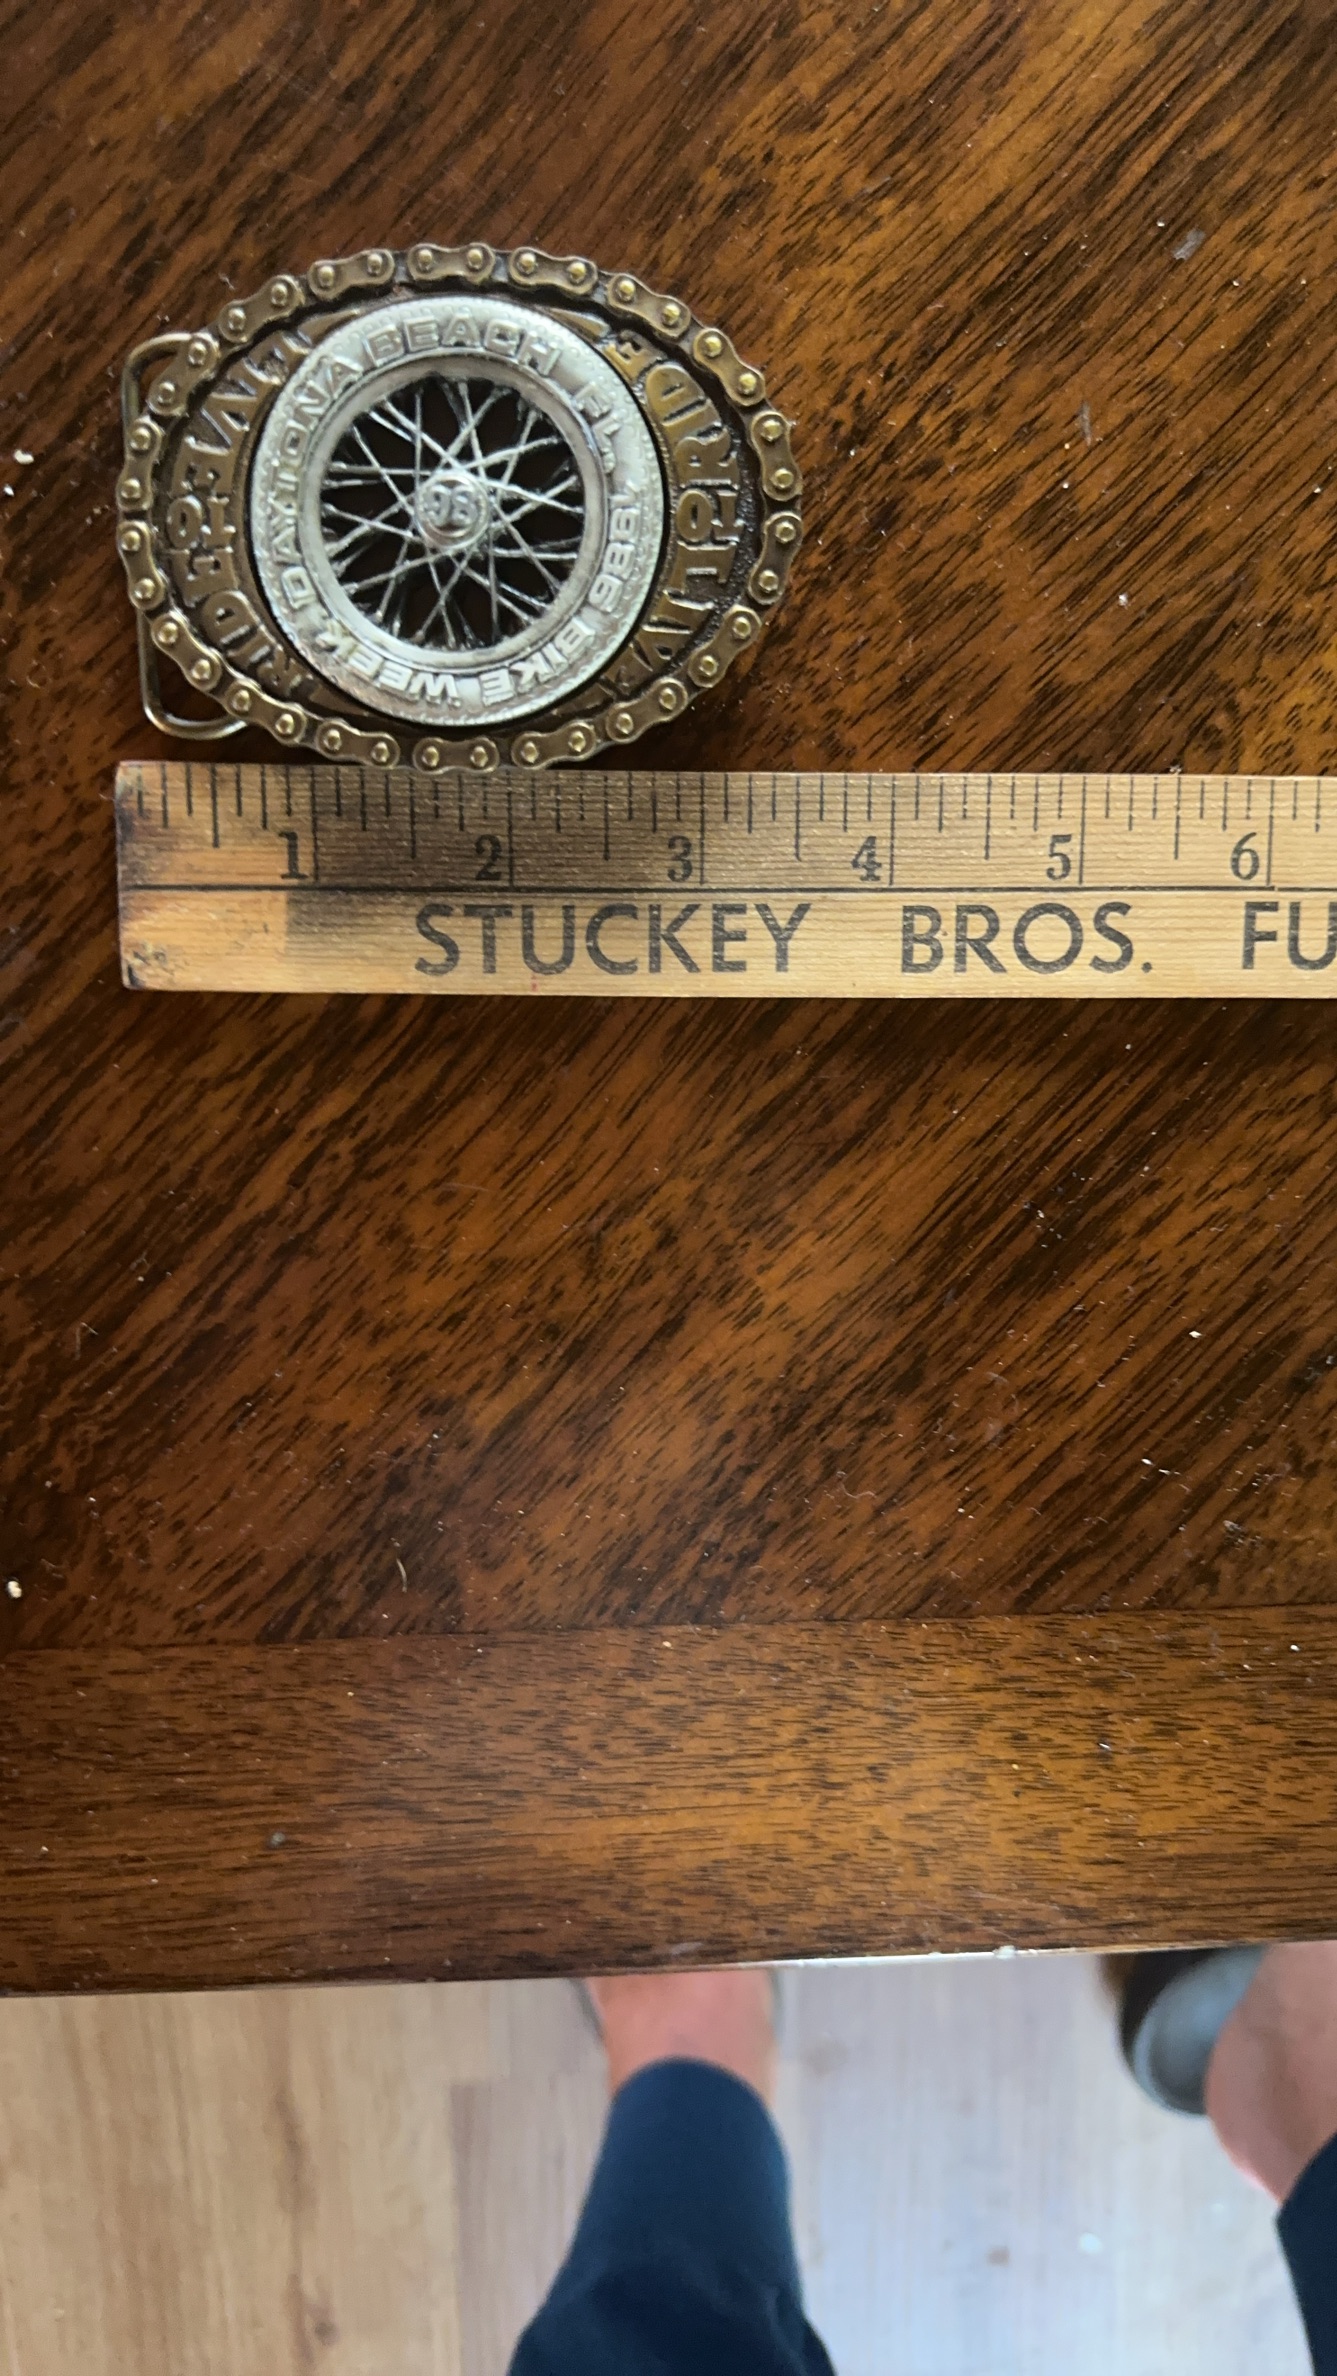 DAYTONA BEACH FL. 1986 BIKE WEEK
86
LIVE TO RIDE
RIDE TO LIVE
1 2 3 4 5 6
STUCKEY BROS. FU